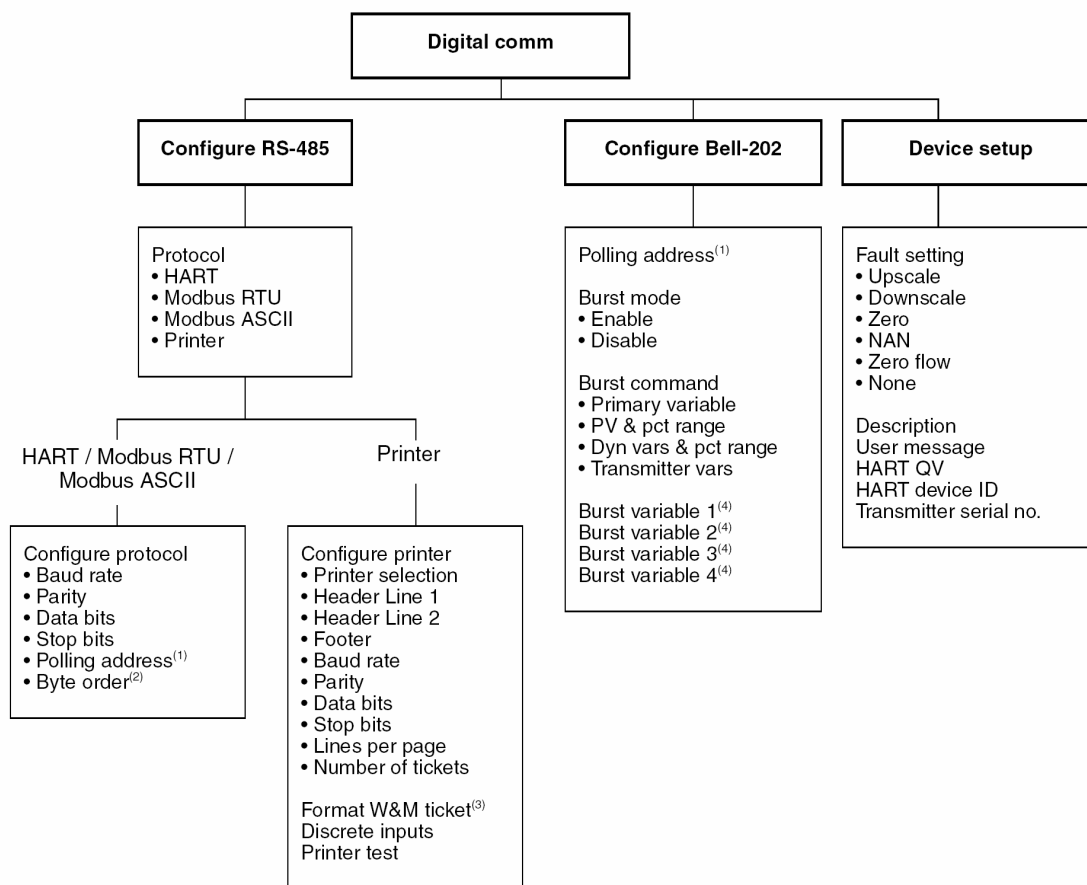 Digital comm
Configure RS-485
Configure Bell-202
Device setup
Protocol
• HART
• Modbus RTU
• Modbus ASCII
• Printer
HART / Modbus RTU /
Modbus ASCII
Printer
Configure protocol
• Baud rate
• Parity
• Data bits
• Stop bits
• Polling address(1)
• Byte order(2)
Configure printer
• Printer selection
• Header Line 1
• Header Line 2
• Footer
• Baud rate
• Parity
• Data bits
• Stop bits
• Lines per page
• Number of tickets
Format W&M ticket(3)
Discrete inputs
Printer test
Polling address(1)
Burst mode
• Enable
• Disable
Burst command
• Primary variable
• PV & pct range
• Dyn vars & pct range
• Transmitter vars
Burst variable 1(4)
Burst variable 2(4)
Burst variable 3(4)
Burst variable 4(4)
Fault setting
• Upscale
• Downscale
• Zero
• NAN
• Zero flow
• None
Description
User message
HART QV
HART device ID
Transmitter serial no.